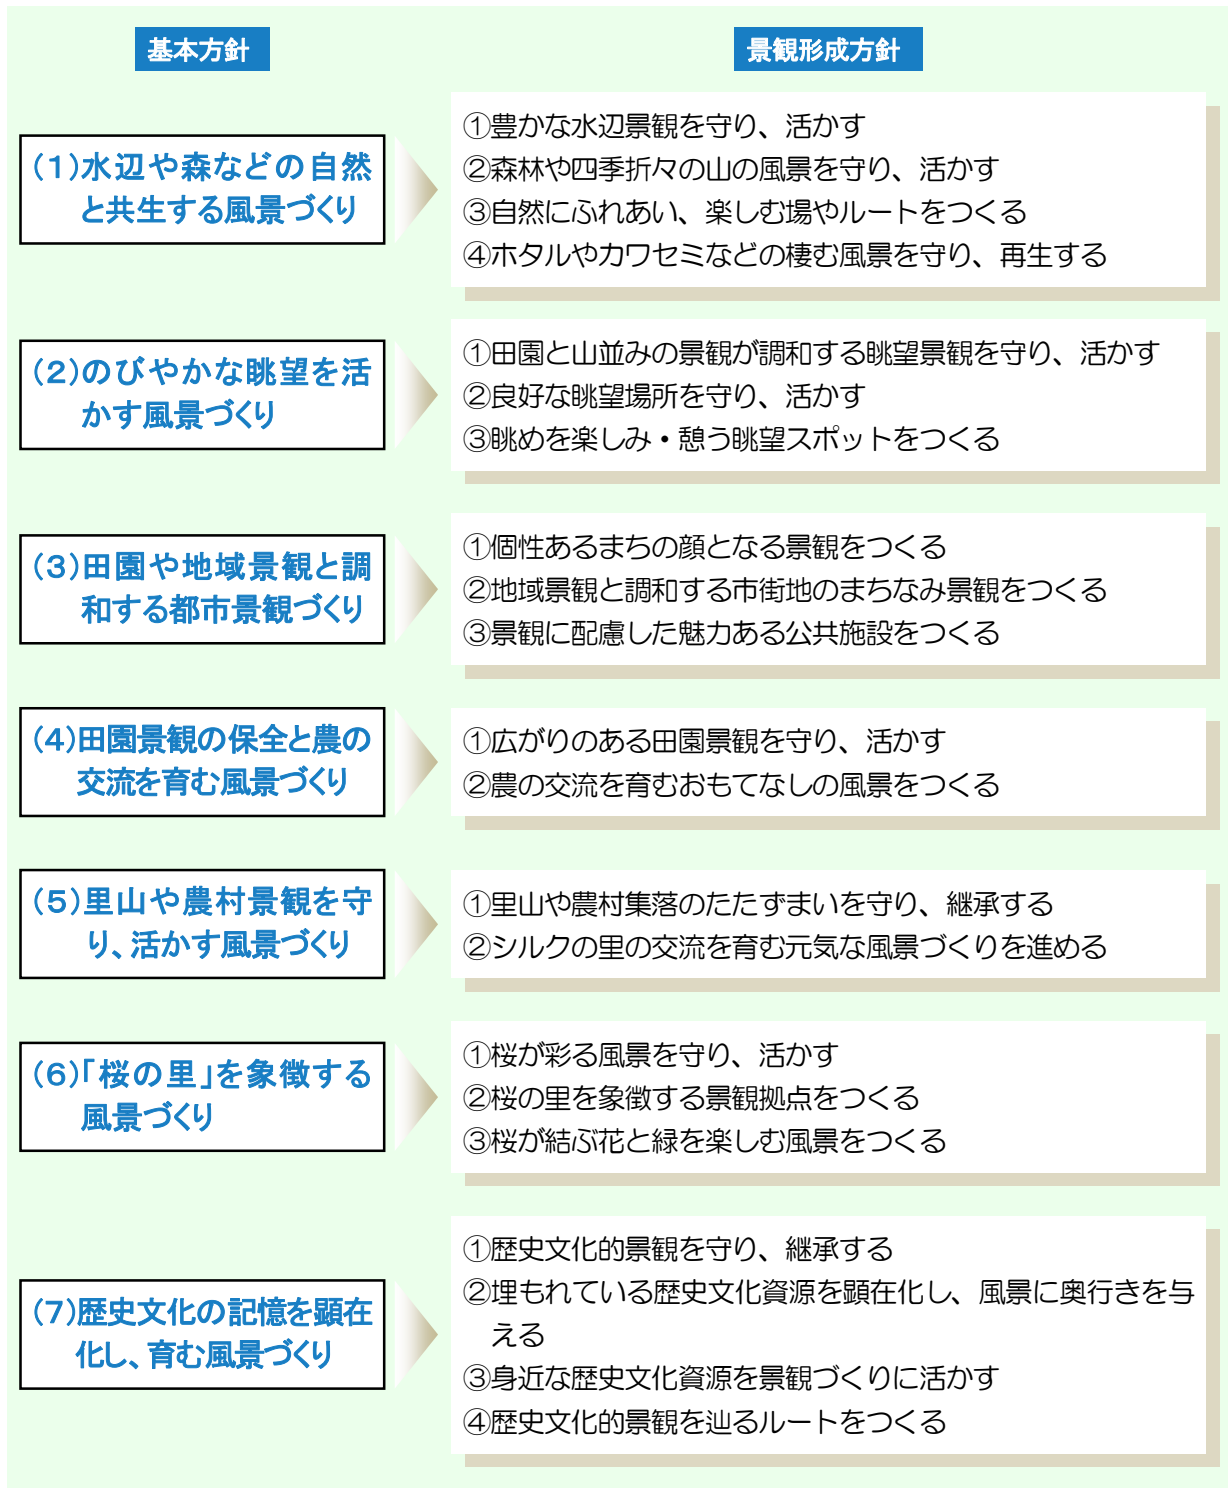 基本方針
景観形成方針
(1)水辺や森などの自然
と共生する風景づくり
①豊かな水辺景観を守り、活かす
②森林や四季折々の山の風景を守り、活かす
③自然にふれあい、楽しむ場やルートをつくる
④ホタルやカワセミなどの棲む風景を守り、再生する
(2)のびやかな眺望を活
かす風景づくり
①田園と山並みの景観が調和する眺望景観を守り、活かす
②良好な眺望場所を守り、活かす
③眺めを楽しみ・憩う眺望スポットをつくる
(3)田園や地域景観と調
和する都市景観づくり
①個性あるまちの顔となる景観をつくる
②地域景観と調和する市街地のまちなみ景観をつくる
③景観に配慮した魅力ある公共施設をつくる
(4)田園景観の保全と農の
交流を育む風景づくり
①広がりのある田園景観を守り、活かす
②農の交流を育むおもてなしの風景をつくる
(5)里山や農村景観を守
り、活かす風景づくり
①里山や農村集落のたたずまいを守り、継承する
②シルクの里の交流を育む元気な風景づくりを進める
(6)「桜の里」を象徴する
風景づくり
①桜が彩る風景を守り、活かす
②桜の里を象徴する景観拠点をつくる
③桜が結ぶ花と緑を楽しむ風景をつくる
(7)歴史文化の記憶を顕在
化し、育む風景づくり
①歴史文化的景観を守り、継承する
②埋もれている歴史文化資源を顕在化し、風景に奥行きを与
える
③身近な歴史文化資源を景観づくりに活かす
④歴史文化的景観を辿るルートをつくる